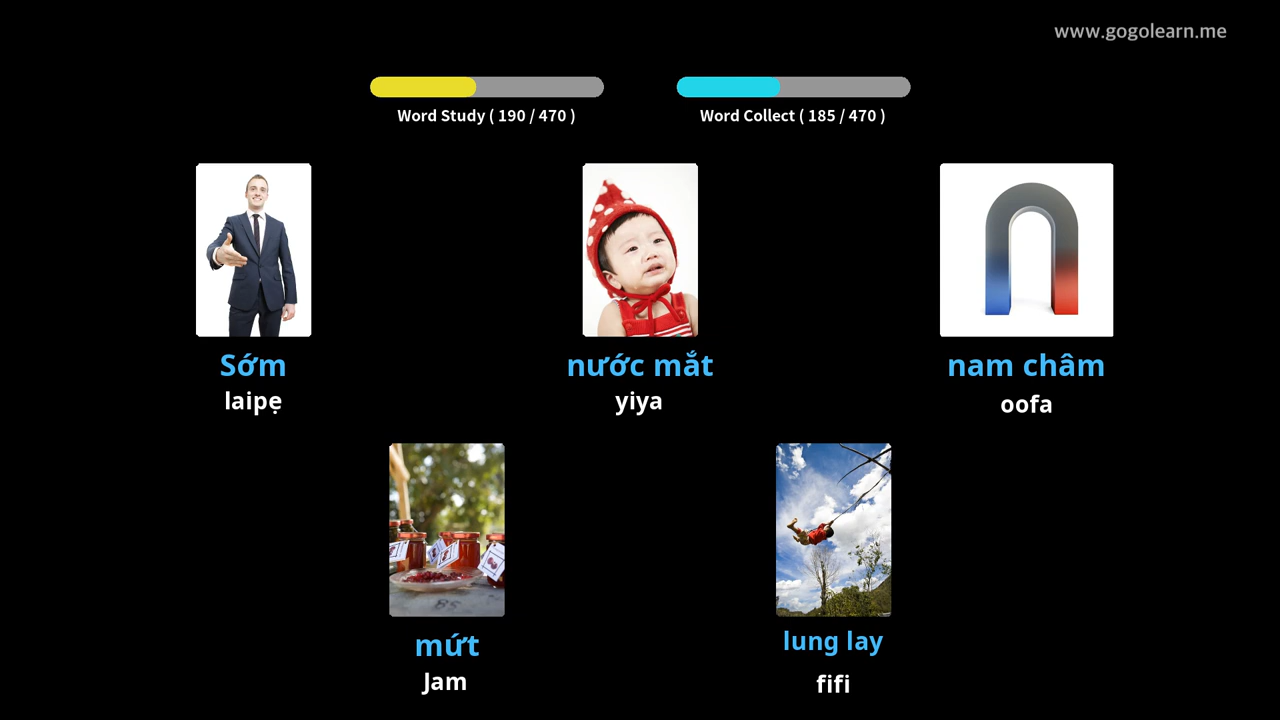 www.gogolearn.me
Word Study ( 190 / 470 )
Word Collect ( 185 / 470 )
Sớm
laipẹ
nước mắt
yiya
nam châm
oofa
mứt
Jam
lung lay
fifi